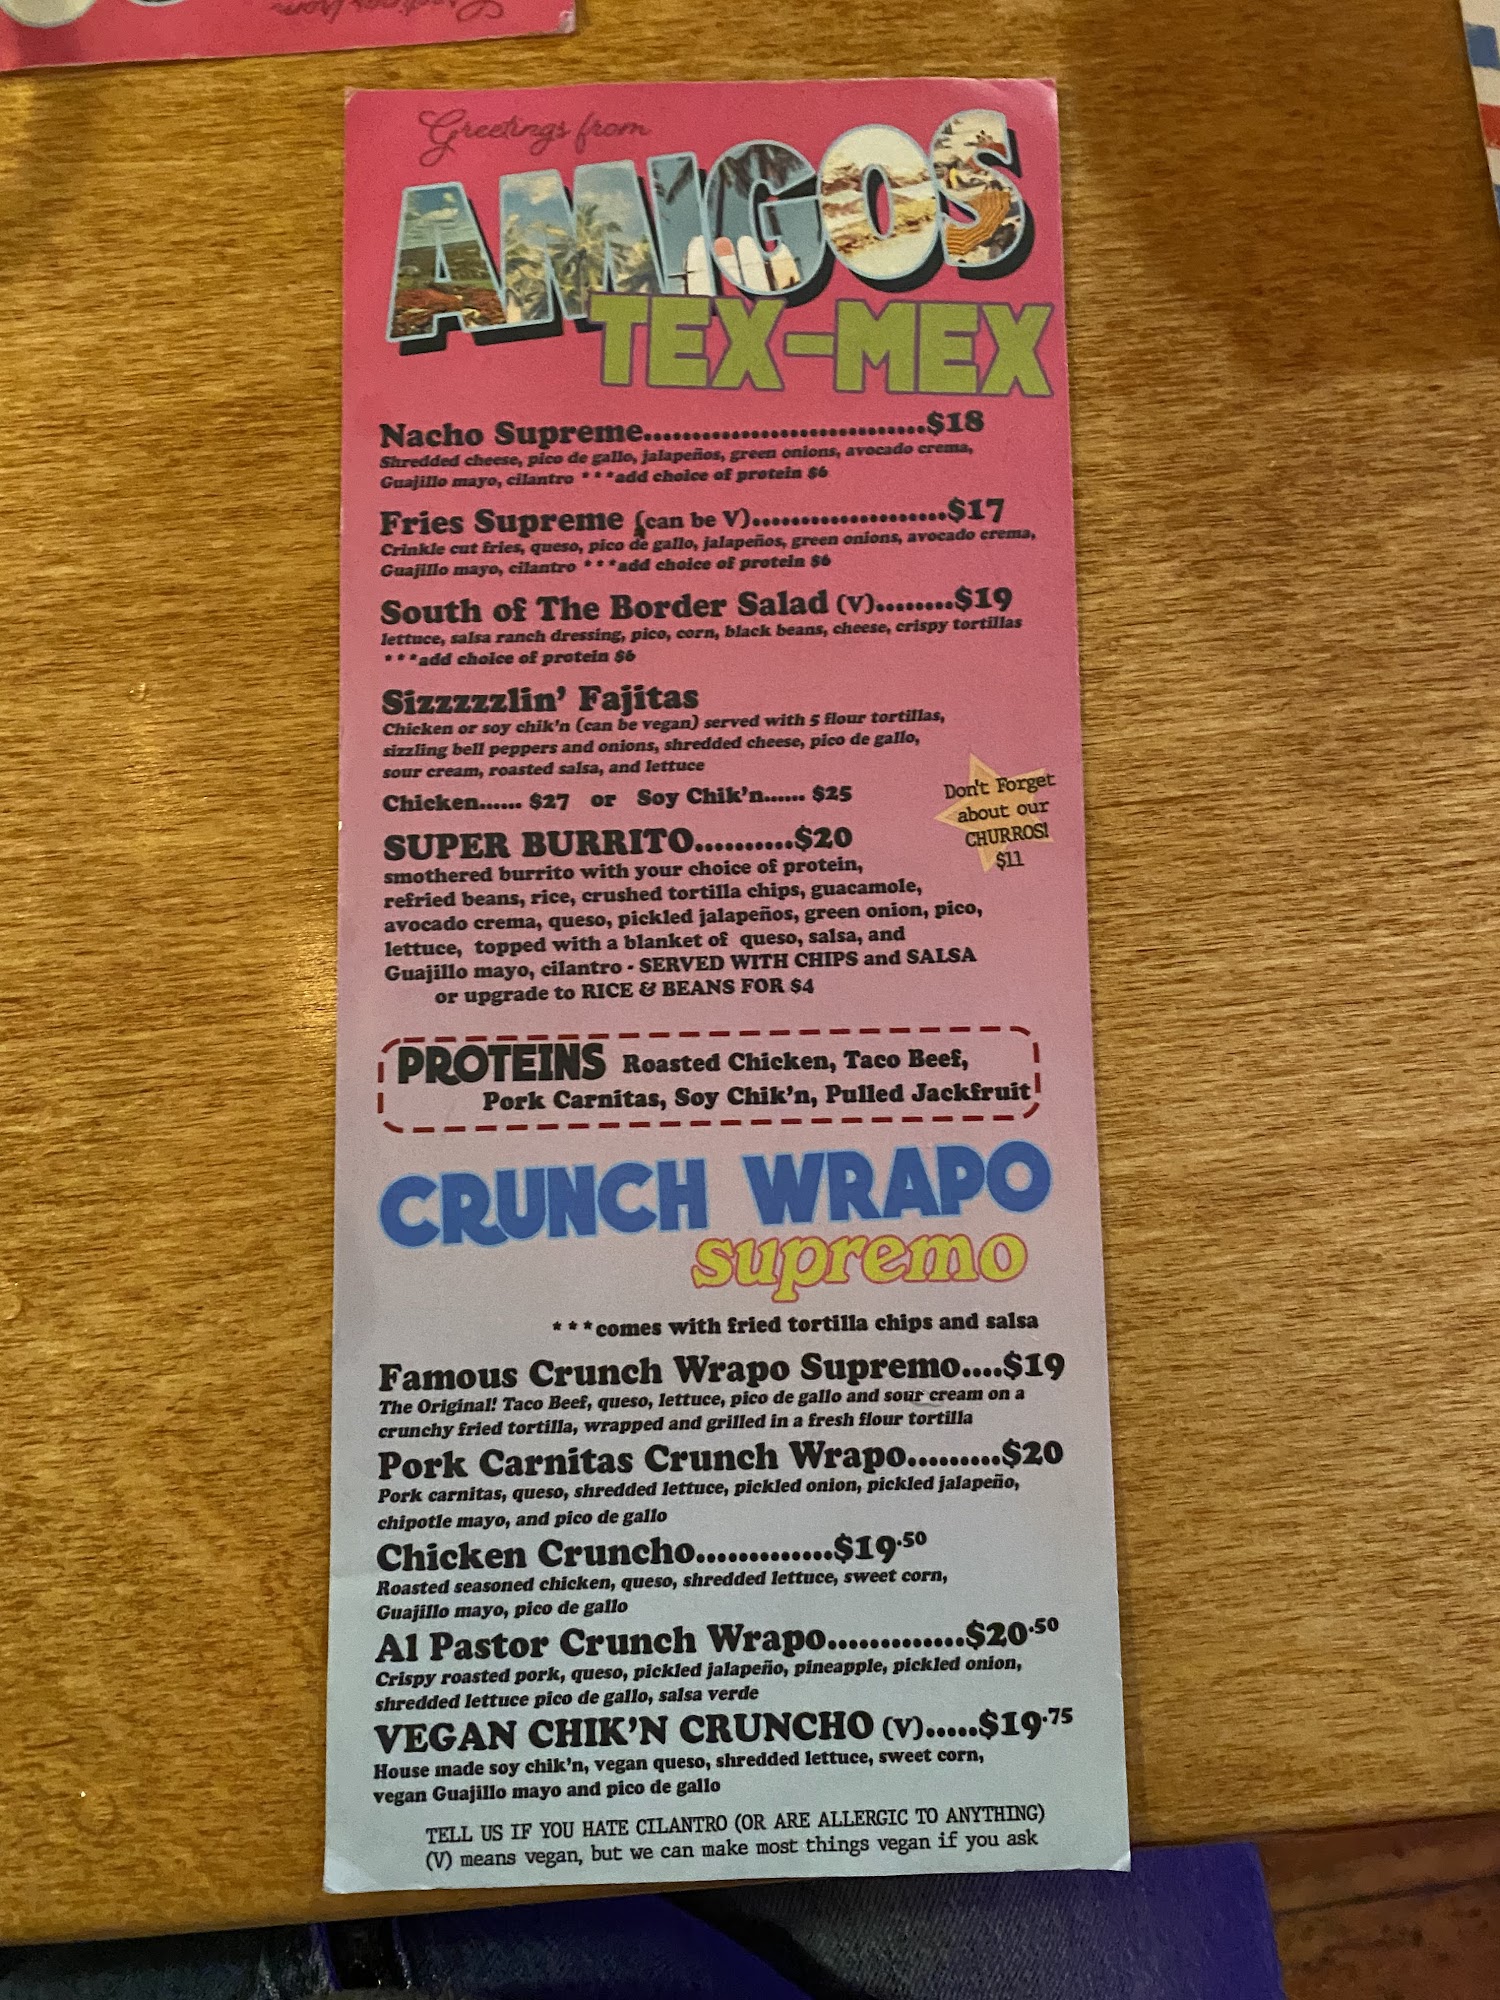 Greetings from
Greetings from
AMIGOS
TEX-MEX
Nacho Supreme.............................$18
Shredded cheese, pico de gallo, jalapeños, green onions, avocado crema,
Guajillo mayo, cilantro ***add choice of protein $6
Fries Supreme (can be V)....................$17
Crinkle cut fries, queso, pico de gallo, jalapeños, green onions, avocado crema,
Guajillo mayo, cilantro ***add choice of protein $6
South of The Border Salad (V)........$19
lettuce, salsa ranch dressing, pico, corn, black beans, cheese, crispy tortillas
***add choice of protein $6
Sizzzzzlin' Fajitas
Chicken or soy chik'n (can be vegan) served with 5 flour tortillas,
sizzling bell peppers and onions, shredded cheese, pico de gallo,
sour cream, roasted salsa, and lettuce
Chicken...... $27 or Soy Chik'n...... $25
Don't Forget
about our
CHURROS!
$11
SUPER BURRITO..........$20
smothered burrito with your choice of protein,
refried beans, rice, crushed tortilla chips, guacamole,
avocado crema, queso, pickled jalapeños, green onion, pico,
lettuce, topped with a blanket of queso, salsa, and
Guajillo mayo, cilantro - SERVED WITH CHIPS and SALSA
or upgrade to RICE & BEANS FOR $4
PROTEINS Roasted Chicken, Taco Beef,
Pork Carnitas, Soy Chik'n, Pulled Jackfruit
CRUNCH WRAPO
supremo
***comes with fried tortilla chips and salsa
Famous Crunch Wrapo Supremo....$19
The Original! Taco Beef, queso, lettuce, pico de gallo and sour cream on a
crunchy fried tortilla, wrapped and grilled in a fresh flour tortilla
Pork Carnitas Crunch Wrapo.........$20
Pork carnitas, queso, shredded lettuce, pickled onion, pickled jalapeño,
chipotle mayo, and pico de gallo
Chicken Cruncho.............$19.50
Roasted seasoned chicken, queso, shredded lettuce, sweet corn,
Guajillo mayo, pico de gallo
Al Pastor Crunch Wrapo.............$20.50
Crispy roasted pork, queso, pickled jalapeño, pineapple, pickled onion,
shredded lettuce pico de gallo, salsa verde
VEGAN CHIK'N CRUNCHO (V).....$19.75
House made soy chik'n, vegan queso, shredded lettuce, sweet corn,
vegan Guajillo mayo and pico de gallo
TELL US IF YOU HATE CILANTRO (OR ARE ALLERGIC TO ANYTHING)
(V) means vegan, but we can make most things vegan if you ask